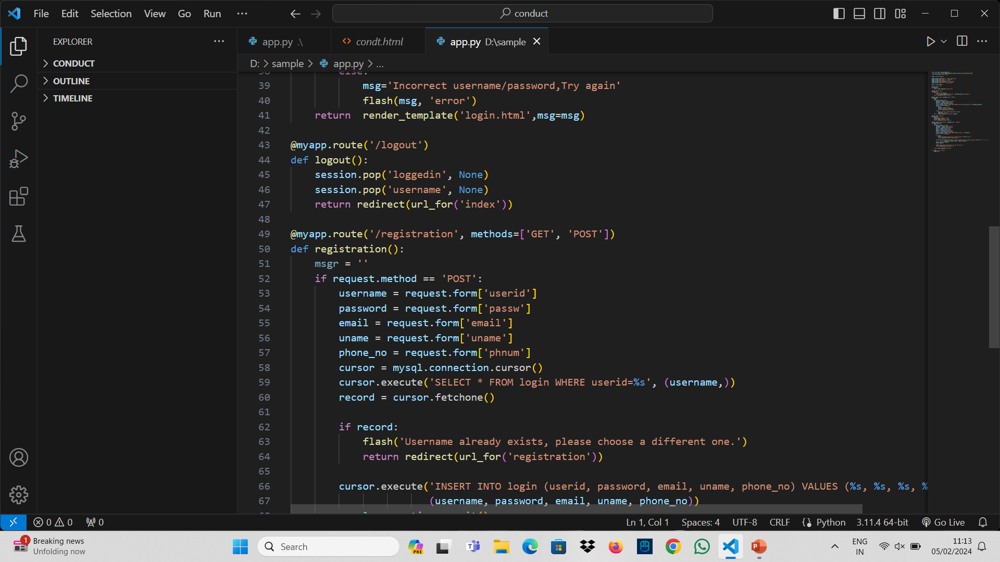 File Edit Selection View Go Run ··· conduct
EXPLORER ···
CONDUCT
OUTLINE
TIMELINE
app.py .\ condt.html app.py D:\sample
D: > sample > app.py > ...
else:
39 msg='Incorrect username/password,Try again'
40 flash(msg, 'error')
41 return  render_template('login.html',msg=msg)
42
43 @myapp.route('/logout')
44 def logout():
45 session.pop('loggedin', None)
46 session.pop('username', None)
47 return redirect(url_for('index'))
48
49 @myapp.route('/registration', methods=['GET', 'POST'])
50 def registration():
51 msgr = ''
52 if request.method == 'POST':
53 username = request.form['userid']
54 password = request.form['passw']
55 email = request.form['email']
56 uname = request.form['uname']
57 phone_no = request.form['phnum']
58 cursor = mysql.connection.cursor()
59 cursor.execute('SELECT * FROM login WHERE userid=%s', (username,))
60 record = cursor.fetchone()
61
62 if record:
63 flash('Username already exists, please choose a different one.')
64 return redirect(url_for('registration'))
65
66 cursor.execute('INSERT INTO login (userid, password, email, uname, phone_no) VALUES (%s, %s, %s, %
67 (username, password, email, uname, phone_no))
0 0 0 Ln 1, Col 1 Spaces: 4 UTF-8 CRLF {} Python 3.11.4 64-bit Go Live
1 Breaking news
Unfolding now
Search
PRE
ENG
IN
11:13
05/02/2024